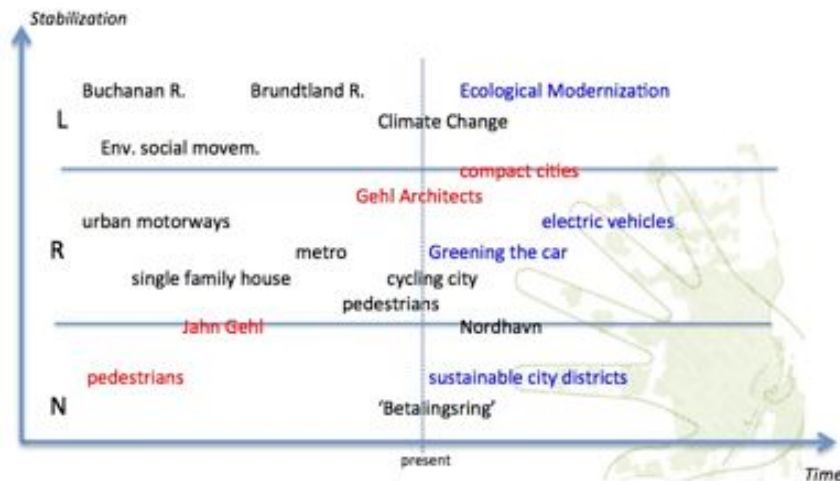 Stabilization
Buchanan R. Brundtland R. Ecological Modernization
L Climate Change
Env. social movem.
compact cities
Gehl Architects
urban motorways electric vehicles
R metro Greening the car
single family house cycling city
pedestrians
Jahn Gehl Nordhavn
pedestrians sustainable city districts
N 'Betalingsring'
present
Time